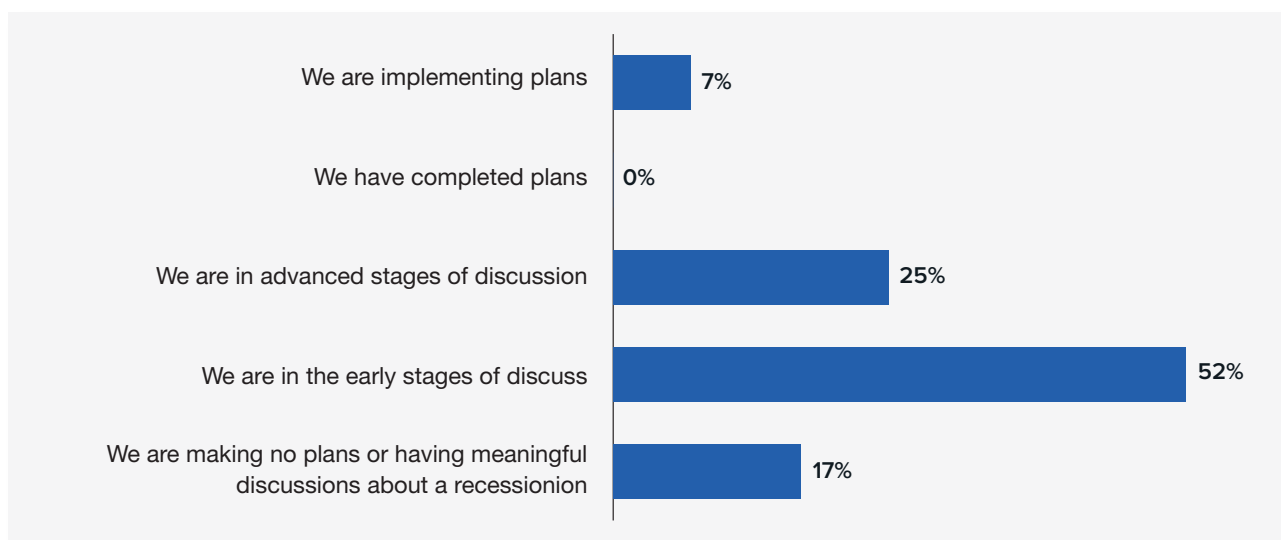 We are implementing plans
7%
We have completed plans
0%
We are in advanced stages of discussion
25%
We are in the early stages of discuss
52%
We are making no plans or having meaningful
discussions about a recessionion
17%